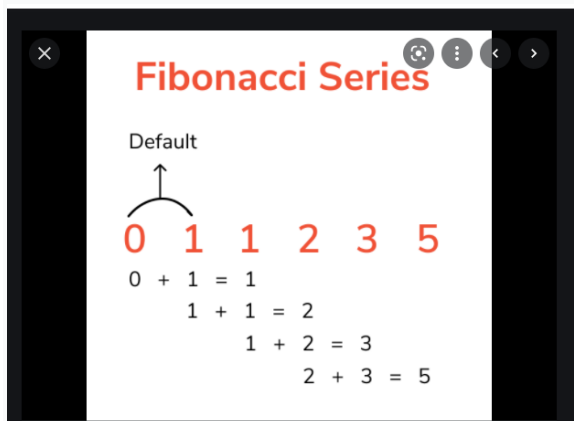 Fibonacci Series
Default
0 1 1 2 3 5
0 + 1 = 1
1 + 1 = 2
1 + 2 = 3
2 + 3 = 5